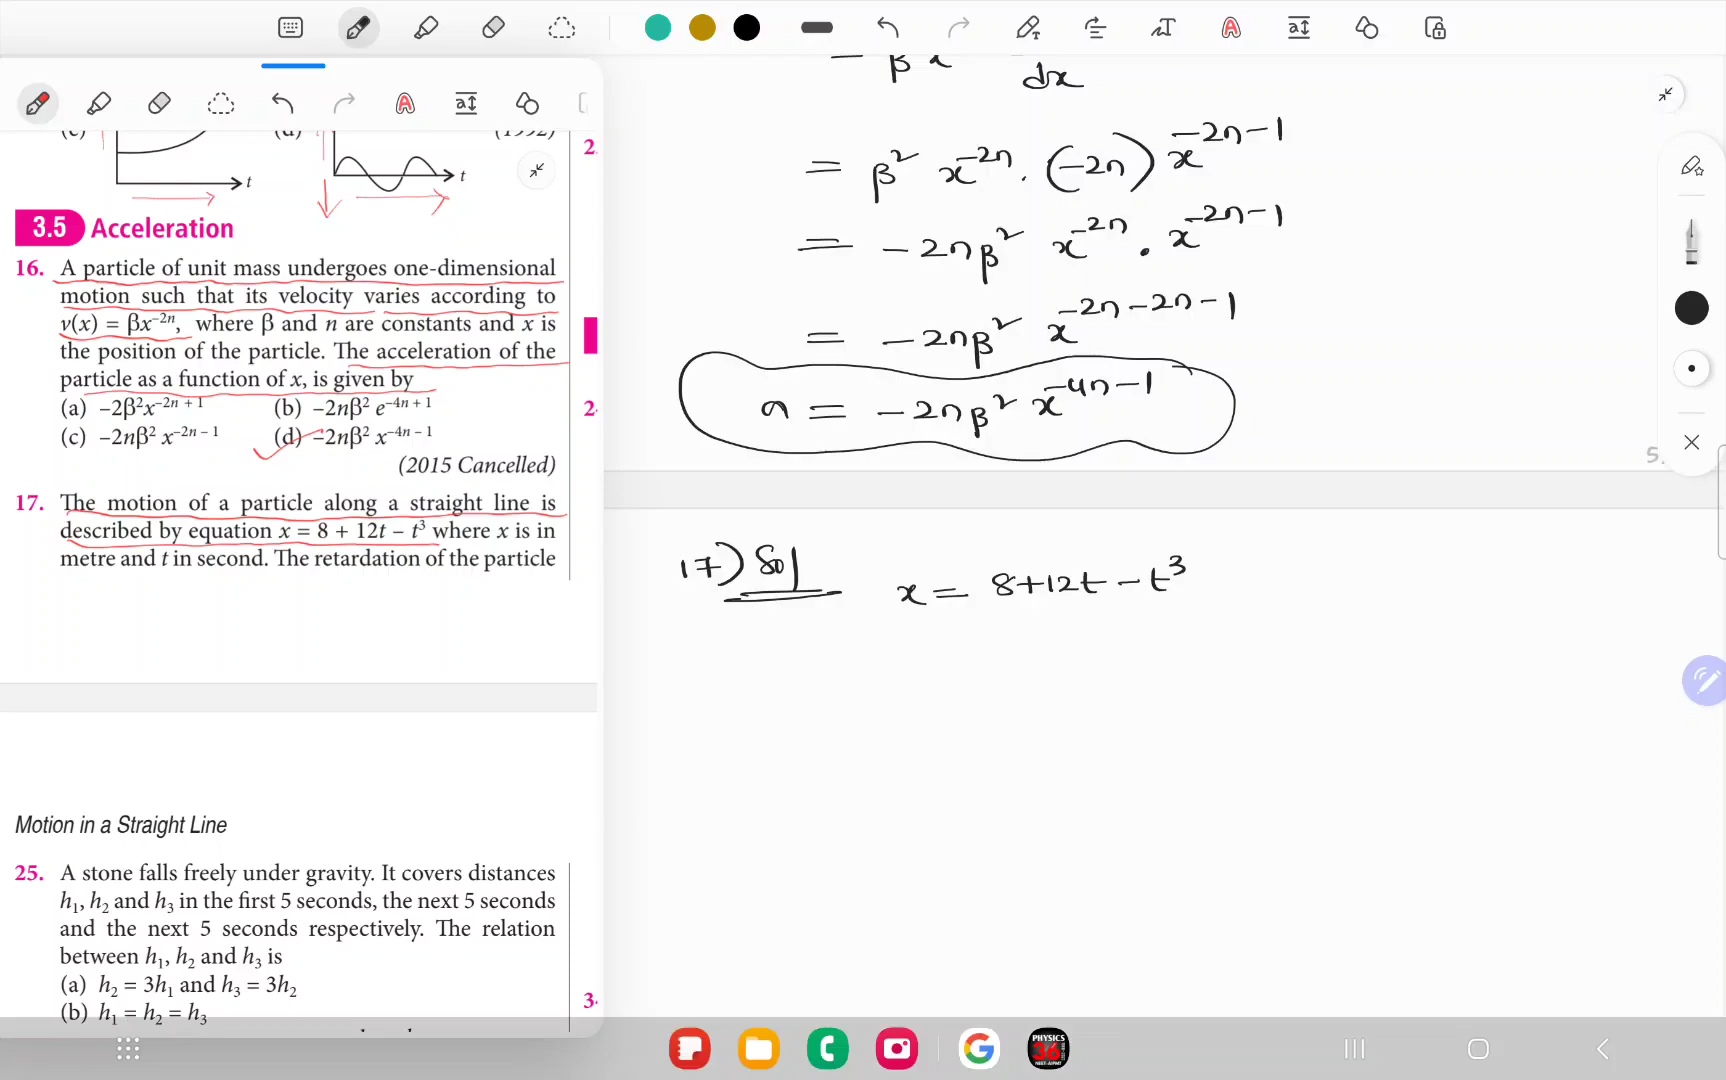 (c)
(d)
(1992)
t
t
2
3.5 Acceleration
16. A particle of unit mass undergoes one-dimensional
motion such that its velocity varies according to
v(x) = βx⁻²ⁿ, where β and n are constants and x is
the position of the particle. The acceleration of the
particle as a function of x, is given by
(a) –2β²x⁻²ⁿ⁺¹ (b) –2nβ² e⁻⁴ⁿ⁺¹
(c) –2nβ² x⁻²ⁿ⁻¹ (d) –2nβ² x⁻⁴ⁿ⁻¹
(2015 Cancelled)
2
17. The motion of a particle along a straight line is
described by equation x = 8 + 12t – t³ where x is in
metre and t in second. The retardation of the particle
Motion in a Straight Line
25. A stone falls freely under gravity. It covers distances
h₁, h₂ and h₃ in the first 5 seconds, the next 5 seconds
and the next 5 seconds respectively. The relation
between h₁, h₂ and h₃ is
(a) h₂ = 3h₁ and h₃ = 3h₂
(b) h₁ = h₂ = h₃
3
dx
= β² x⁻²ⁿ . (-2n) x⁻²ⁿ⁻¹
= -2nβ² x⁻²ⁿ . x⁻²ⁿ⁻¹
= -2nβ² x⁻²ⁿ⁻²ⁿ⁻¹
a = -2nβ² x⁻⁴ⁿ⁻¹
5
17) Sol x = 8+12t-t³
PHYSICS
36